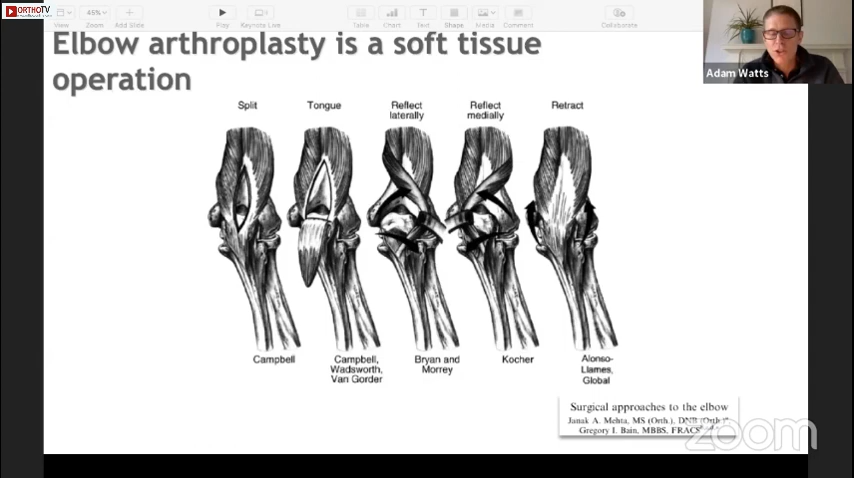 ORTHOTV
View
45%
Zoom
Add Slide
Play
Keynote Live
Table
Chart
Text
Shape
Media
Comment
Collaborate
Adam Watts
Elbow arthroplasty is a soft tissue
operation
Split
Tongue
Reflect
laterally
Reflect
medially
Retract
Campbell
Campbell,
Wadsworth,
Van Gorder
Bryan and
Morrey
Kocher
Alonso-
Llames,
Global
Surgical approaches to the elbow
Janak A. Mehta, MS (Orth.), DNB (Orth.)
Gregory I. Bain, MBBS, FRACS
zoom